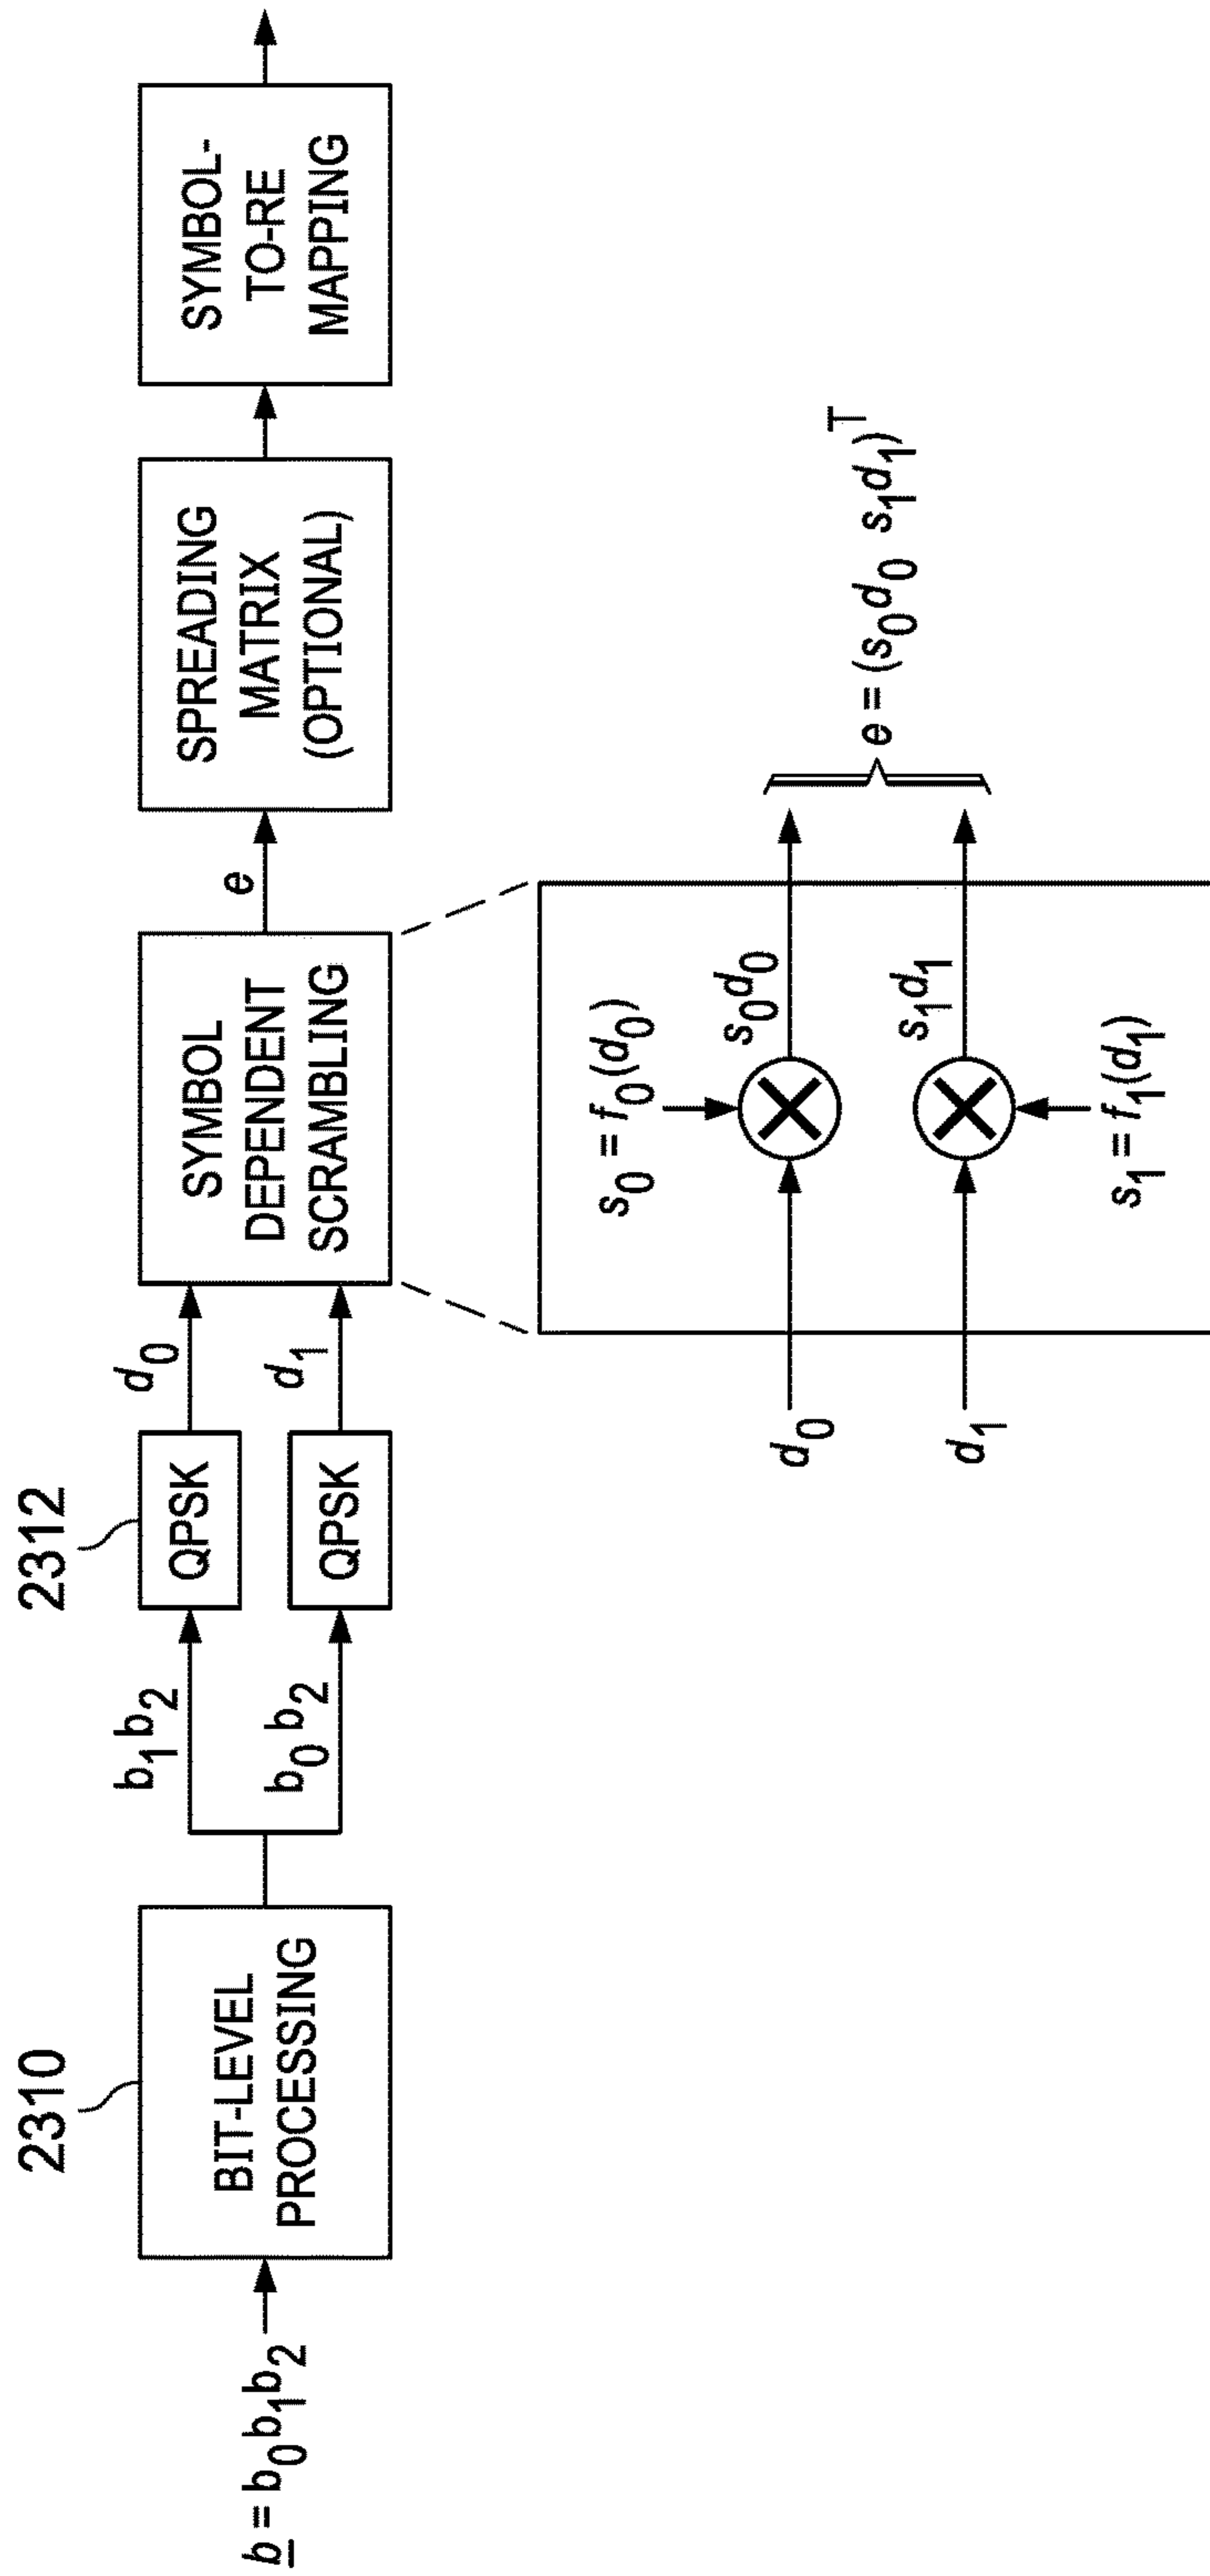 2310
2312
b = b0b1b2
BIT-LEVEL
PROCESSING
b1b2
b0b2
QPSK
QPSK
d0
d1
SYMBOL
DEPENDENT
SCRAMBLING
e
SPREADING
MATRIX
(OPTIONAL)
SYMBOL-
TO-RE
MAPPING
d0
d1
s0 = f0(d0)
s0d0
s1d1
s1 = f1(d1)
e = (s0d0 s1d1)T